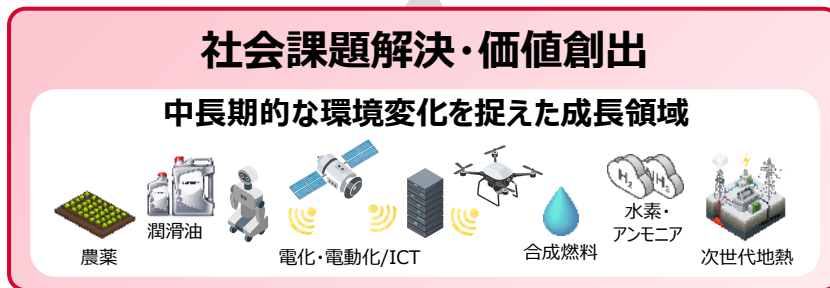 社会課題解決･価値創出
中長期的な環境変化を捉えた成長領域
農薬
潤滑油
電化･電動化/ICT
合成燃料
H₂
NH₃
水素･
アンモニア
次世代地熱